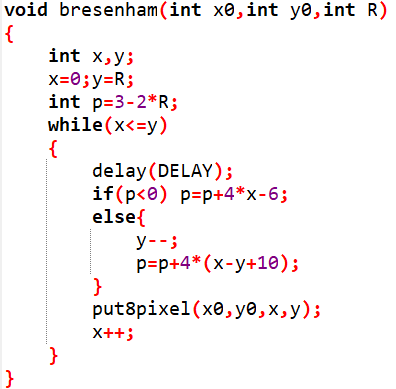 void bresenham(int x0,int y0,int R)
{
    int x,y;
    x=0;y=R;
    int p=3-2*R;
    while(x<=y)
    {
        delay(DELAY);
        if(p<0) p=p+4*x-6;
        else{
            y--;
            p=p+4*(x-y+10);
        }
        put8pixel(x0,y0,x,y);
        x++;
    }
}